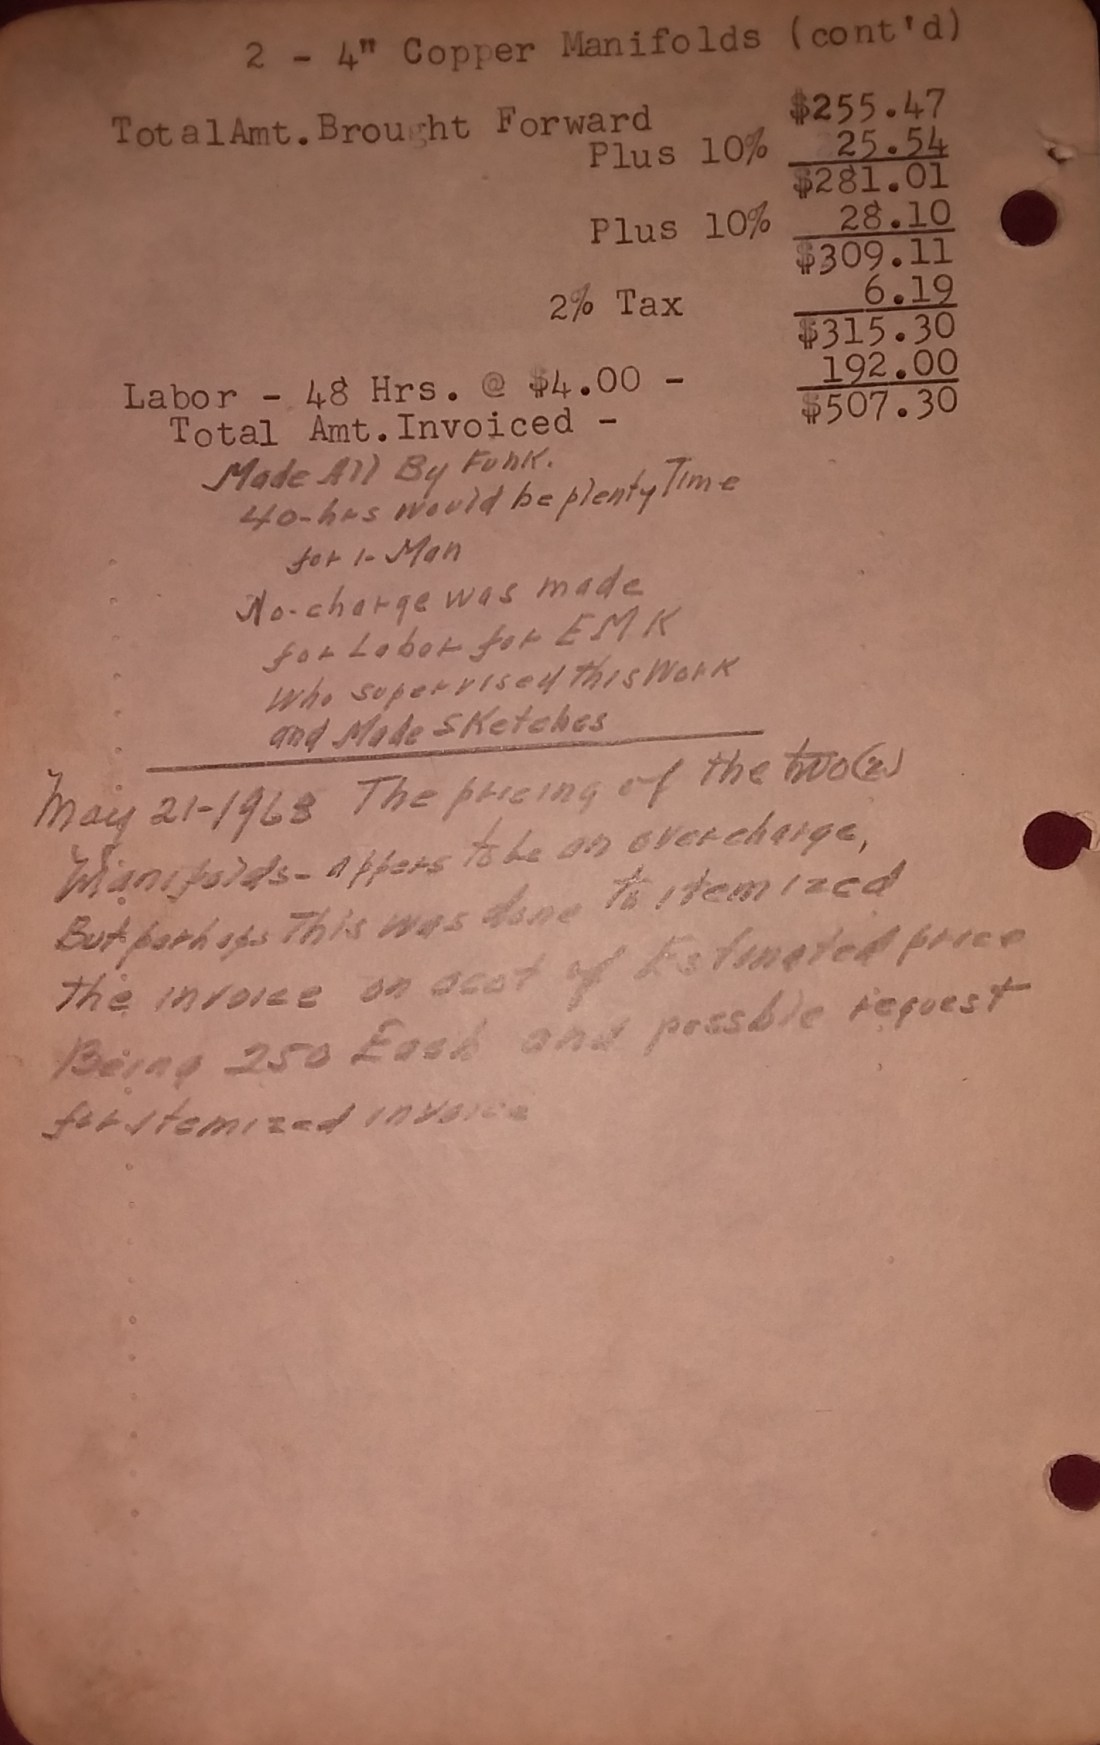 2 - 4" Copper Manifolds (cont'd)
Total Amt. Brought Forward $255.47
Plus 10% 25.54
$281.01
Plus 10% 28.10
$309.11
2% Tax 6.19
$315.30
Labor - 48 Hrs. @ $4.00 - 192.00
Total Amt. Invoiced - $507.30
Made All By Funk.
40-hrs would be plenty Time
for 1-Man
No-charge was made
for Labor for EMK
who supervised this Work
and Made Sketches
May 21-1968 The pricing of the two(2)
Manifolds- appers to be an overcharge,
But perhaps This was done to itemized
the invoice on acct of Estimated price
Being 250 Each and possble request
for itemized invoice